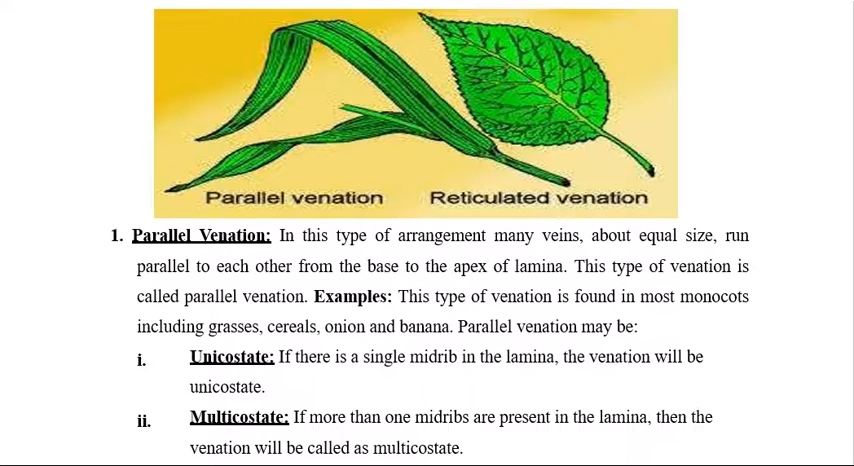 Parallel venation Reticulated venation
1. Parallel Venation: In this type of arrangement many veins, about equal size, run
parallel to each other from the base to the apex of lamina. This type of venation is
called parallel venation. Examples: This type of venation is found in most monocots
including grasses, cereals, onion and banana. Parallel venation may be:
i. Unicostate: If there is a single midrib in the lamina, the venation will be
unicostate.
ii. Multicostate: If more than one midribs are present in the lamina, then the
venation will be called as multicostate.